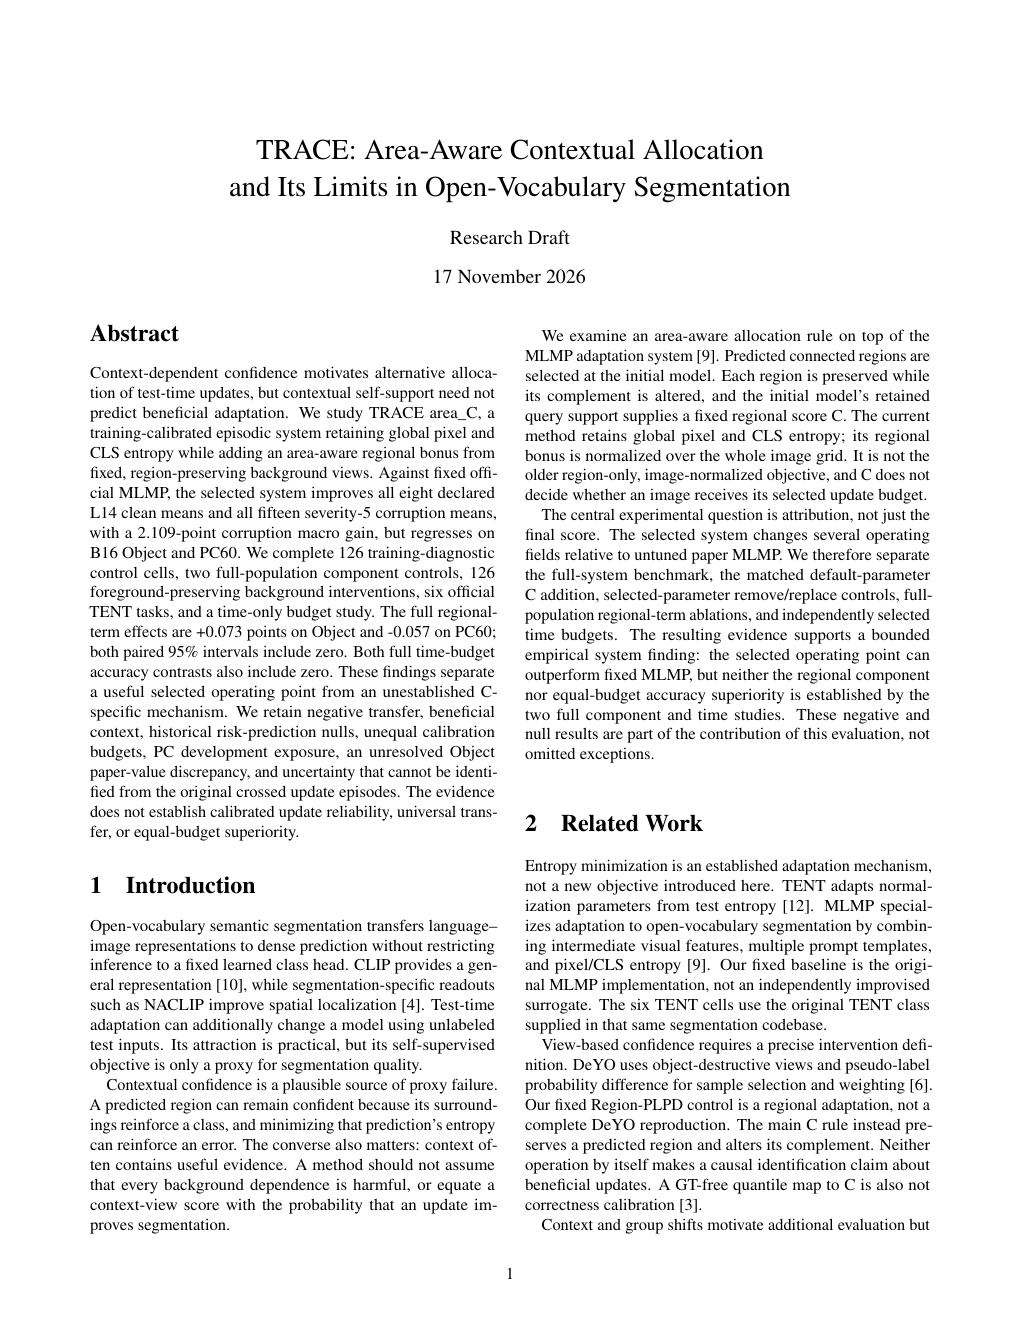 TRACE: Area-Aware Contextual Allocation
and Its Limits in Open-Vocabulary Segmentation
Research Draft
17 November 2026
Abstract
Context-dependent confidence motivates alternative alloca-
tion of test-time updates, but contextual self-support need not
predict beneficial adaptation. We study TRACE area_C, a
training-calibrated episodic system retaining global pixel and
CLS entropy while adding an area-aware regional bonus from
fixed, region-preserving background views. Against fixed offi-
cial MLMP, the selected system improves all eight declared
L14 clean means and all fifteen severity-5 corruption means,
with a 2.109-point corruption macro gain, but regresses on
B16 Object and PC60. We complete 126 training-diagnostic
control cells, two full-population component controls, 126
foreground-preserving background interventions, six official
TENT tasks, and a time-only budget study. The full regional-
term effects are +0.073 points on Object and -0.057 on PC60;
both paired 95% intervals include zero. Both full time-budget
accuracy contrasts also include zero. These findings separate
a useful selected operating point from an unestablished C-
specific mechanism. We retain negative transfer, beneficial
context, historical risk-prediction nulls, unequal calibration
budgets, PC development exposure, an unresolved Object
paper-value discrepancy, and uncertainty that cannot be identi-
fied from the original crossed update episodes. The evidence
does not establish calibrated update reliability, universal trans-
fer, or equal-budget superiority.
1 Introduction
Open-vocabulary semantic segmentation transfers language–
image representations to dense prediction without restricting
inference to a fixed learned class head. CLIP provides a gen-
eral representation [10], while segmentation-specific readouts
such as NACLIP improve spatial localization [4]. Test-time
adaptation can additionally change a model using unlabeled
test inputs. Its attraction is practical, but its self-supervised
objective is only a proxy for segmentation quality.
Contextual confidence is a plausible source of proxy failure.
A predicted region can remain confident because its surround-
ings reinforce a class, and minimizing that prediction's entropy
can reinforce an error. The converse also matters: context of-
ten contains useful evidence. A method should not assume
that every background dependence is harmful, or equate a
context-view score with the probability that an update im-
proves segmentation.
We examine an area-aware allocation rule on top of the
MLMP adaptation system [9]. Predicted connected regions are
selected at the initial model. Each region is preserved while
its complement is altered, and the initial model's retained
query support supplies a fixed regional score C. The current
method retains global pixel and CLS entropy; its regional
bonus is normalized over the whole image grid. It is not the
older region-only, image-normalized objective, and C does not
decide whether an image receives its selected update budget.
The central experimental question is attribution, not just the
final score. The selected system changes several operating
fields relative to untuned paper MLMP. We therefore separate
the full-system benchmark, the matched default-parameter
C addition, selected-parameter remove/replace controls, full-
population regional-term ablations, and independently selected
time budgets. The resulting evidence supports a bounded
empirical system finding: the selected operating point can
outperform fixed MLMP, but neither the regional component
nor equal-budget accuracy superiority is established by the
two full component and time studies. These negative and
null results are part of the contribution of this evaluation, not
omitted exceptions.
2 Related Work
Entropy minimization is an established adaptation mechanism,
not a new objective introduced here. TENT adapts normal-
ization parameters from test entropy [12]. MLMP special-
izes adaptation to open-vocabulary segmentation by combin-
ing intermediate visual features, multiple prompt templates,
and pixel/CLS entropy [9]. Our fixed baseline is the origi-
nal MLMP implementation, not an independently improvised
surrogate. The six TENT cells use the original TENT class
supplied in that same segmentation codebase.
View-based confidence requires a precise intervention defi-
nition. DeYO uses object-destructive views and pseudo-label
probability difference for sample selection and weighting [6].
Our fixed Region-PLPD control is a regional adaptation, not a
complete DeYO reproduction. The main C rule instead pre-
serves a predicted region and alters its complement. Neither
operation by itself makes a causal identification claim about
beneficial updates. A GT-free quantile map to C is also not
correctness calibration [3].
Context and group shifts motivate additional evaluation but
1